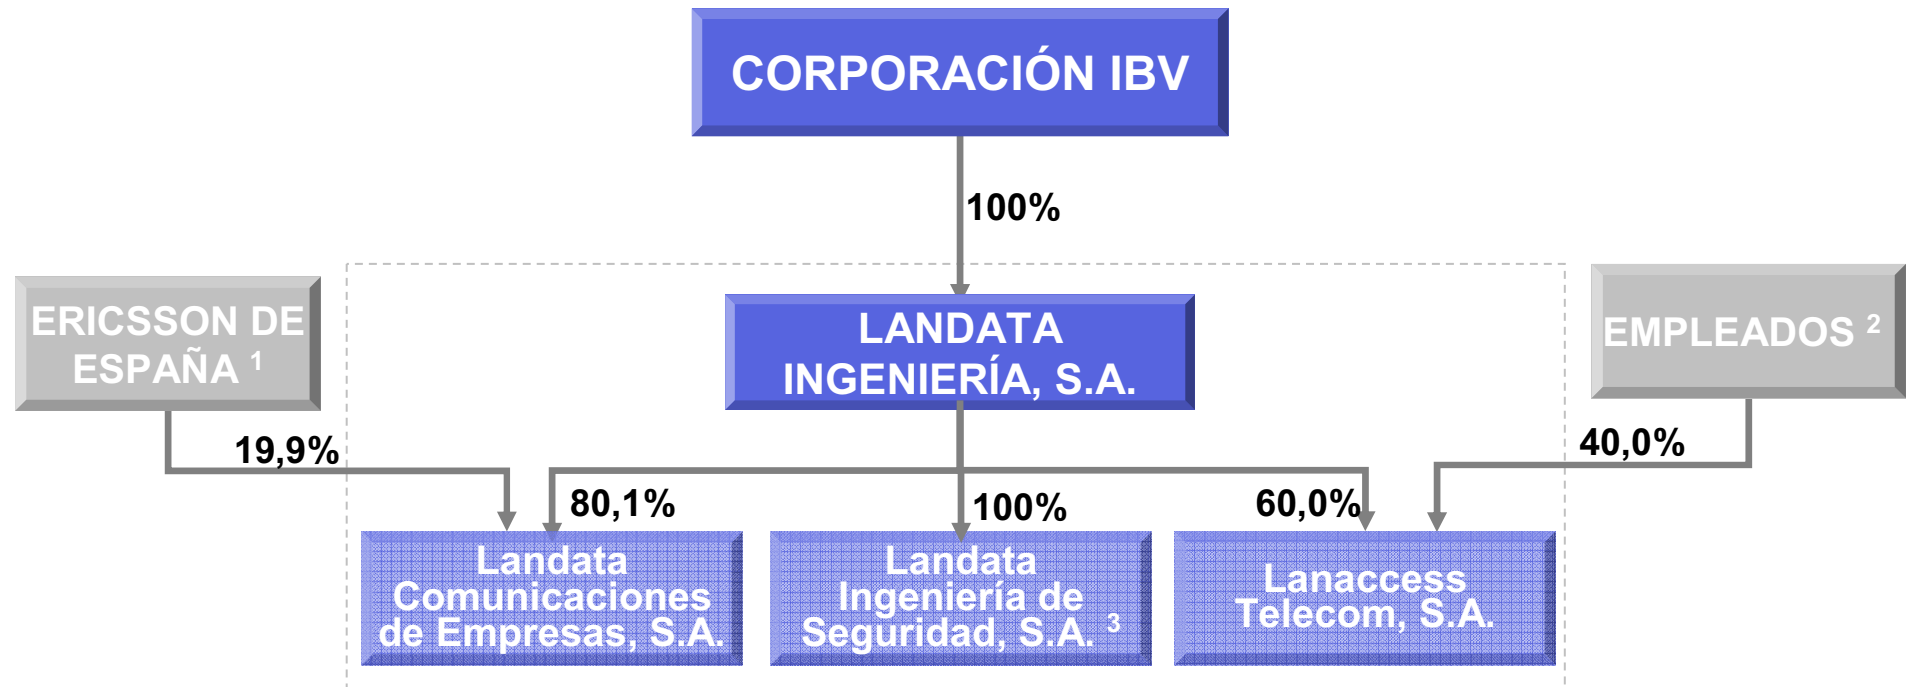 CORPORACIÓN IBV
100%
ERICSSON DE
ESPAÑA 1
LANDATA
INGENIERÍA, S.A.
EMPLEADOS 2
19,9%
40,0%
80,1%
100%
60,0%
Landata
Comunicaciones
de Empresas, S.A.
Landata
Ingeniería de
Seguridad, S.A. 3
Lanaccess
Telecom, S.A.